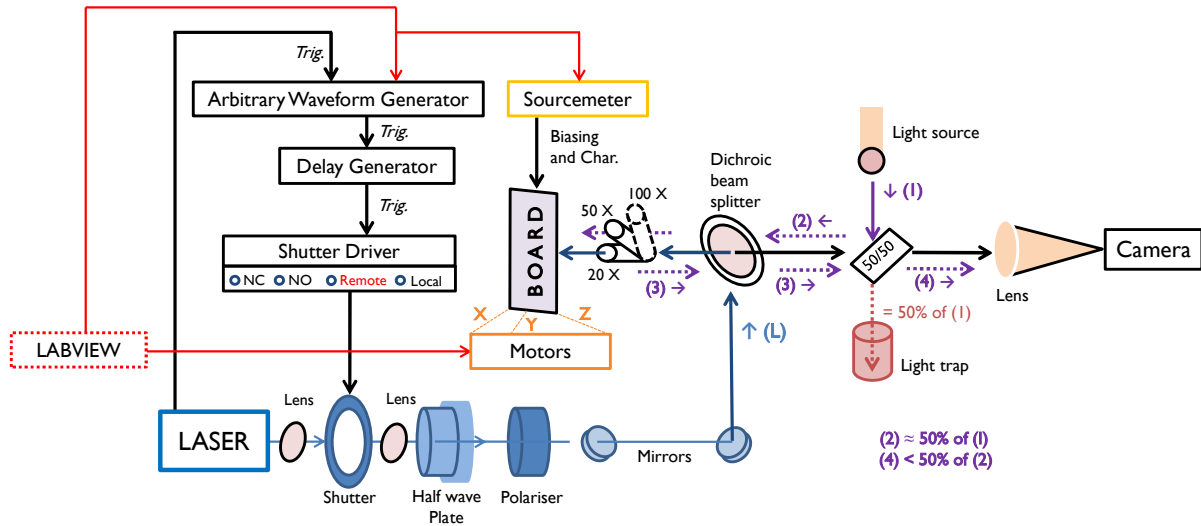 Trig.
Arbitrary Waveform Generator
Sourcemeter
Trig.
Biasing
and Char.
Delay Generator
Trig.
Shutter Driver
NC NO Remote Local
BOARD
100 X
50 X
20 X
Dichroic
beam
splitter
Light source
↓ (1)
(2) ←
(3) →
(3) →
50/50
(4) →
Lens
Camera
= 50% of (1)
Light trap
X Y Z
Motors
LABVIEW
↑ (L)
LASER
Lens
Shutter
Lens
Half wave
Plate
Polariser
Mirrors
(2) ≈ 50% of (1)
(4) < 50% of (2)